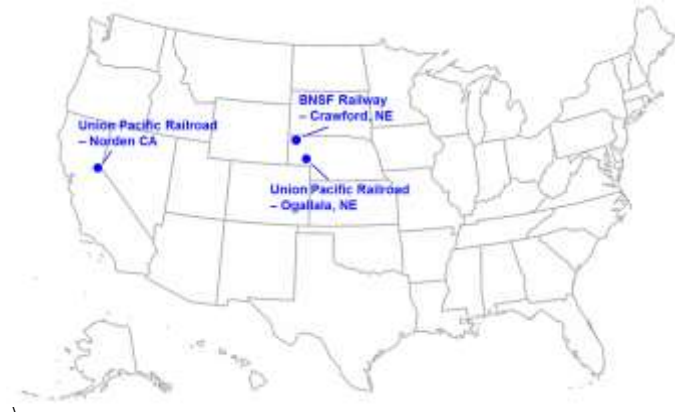 BNSF Railway
– Crawford, NE
Union Pacific Railroad
– Norden CA
Union Pacific Railroad
– Ogallala, NE
\